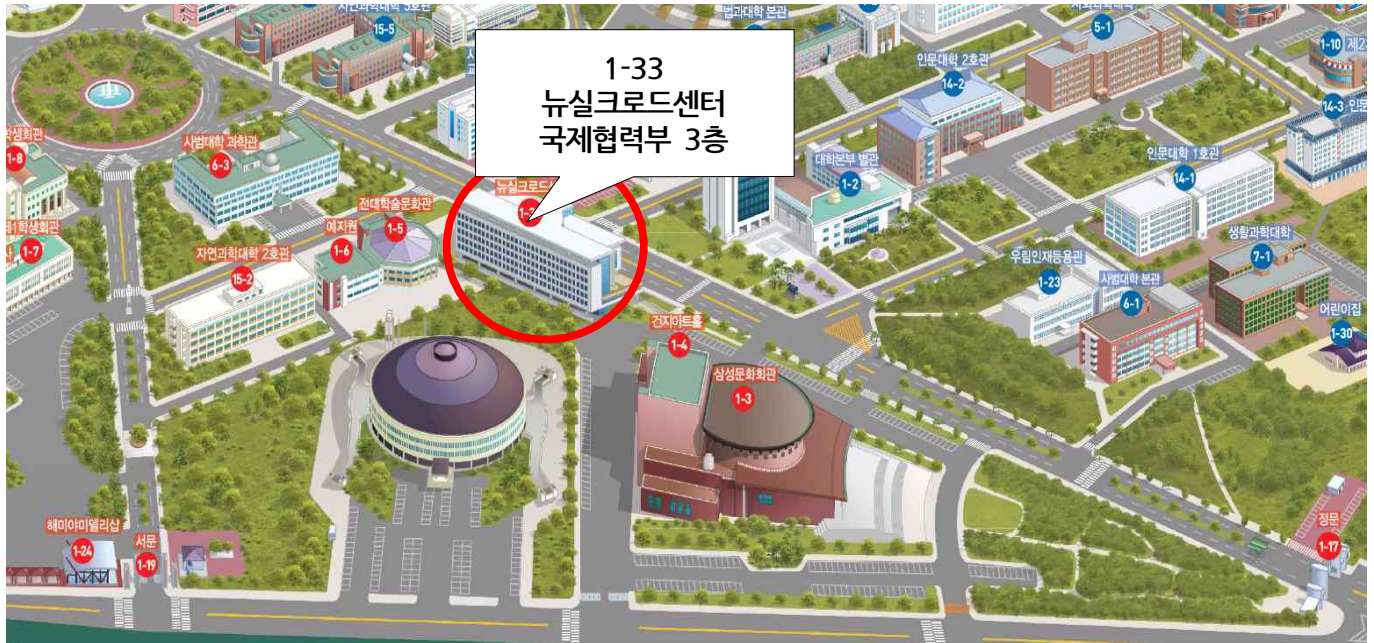 15-5
5-1
1-10
인문대학 2호관
14-2
14-3
1-33
뉴실크로드센터
국제협력부 3층
1-8
사범대학 과학관
6-3
대학본부 별관
1-2
인문대학 1호관
14-1
전대학술문화관
1-5
예지원
1-6
1-7
자연과학대학 2호관
15-2
생활과학대학
7-1
우림인재등용관
1-23
사범대학 본관
6-1
어린이집
1-30
건지아트홀
1-4
삼성문화회관
1-3
해미야미델리샵
1-24
서문
1-19
정문
1-17